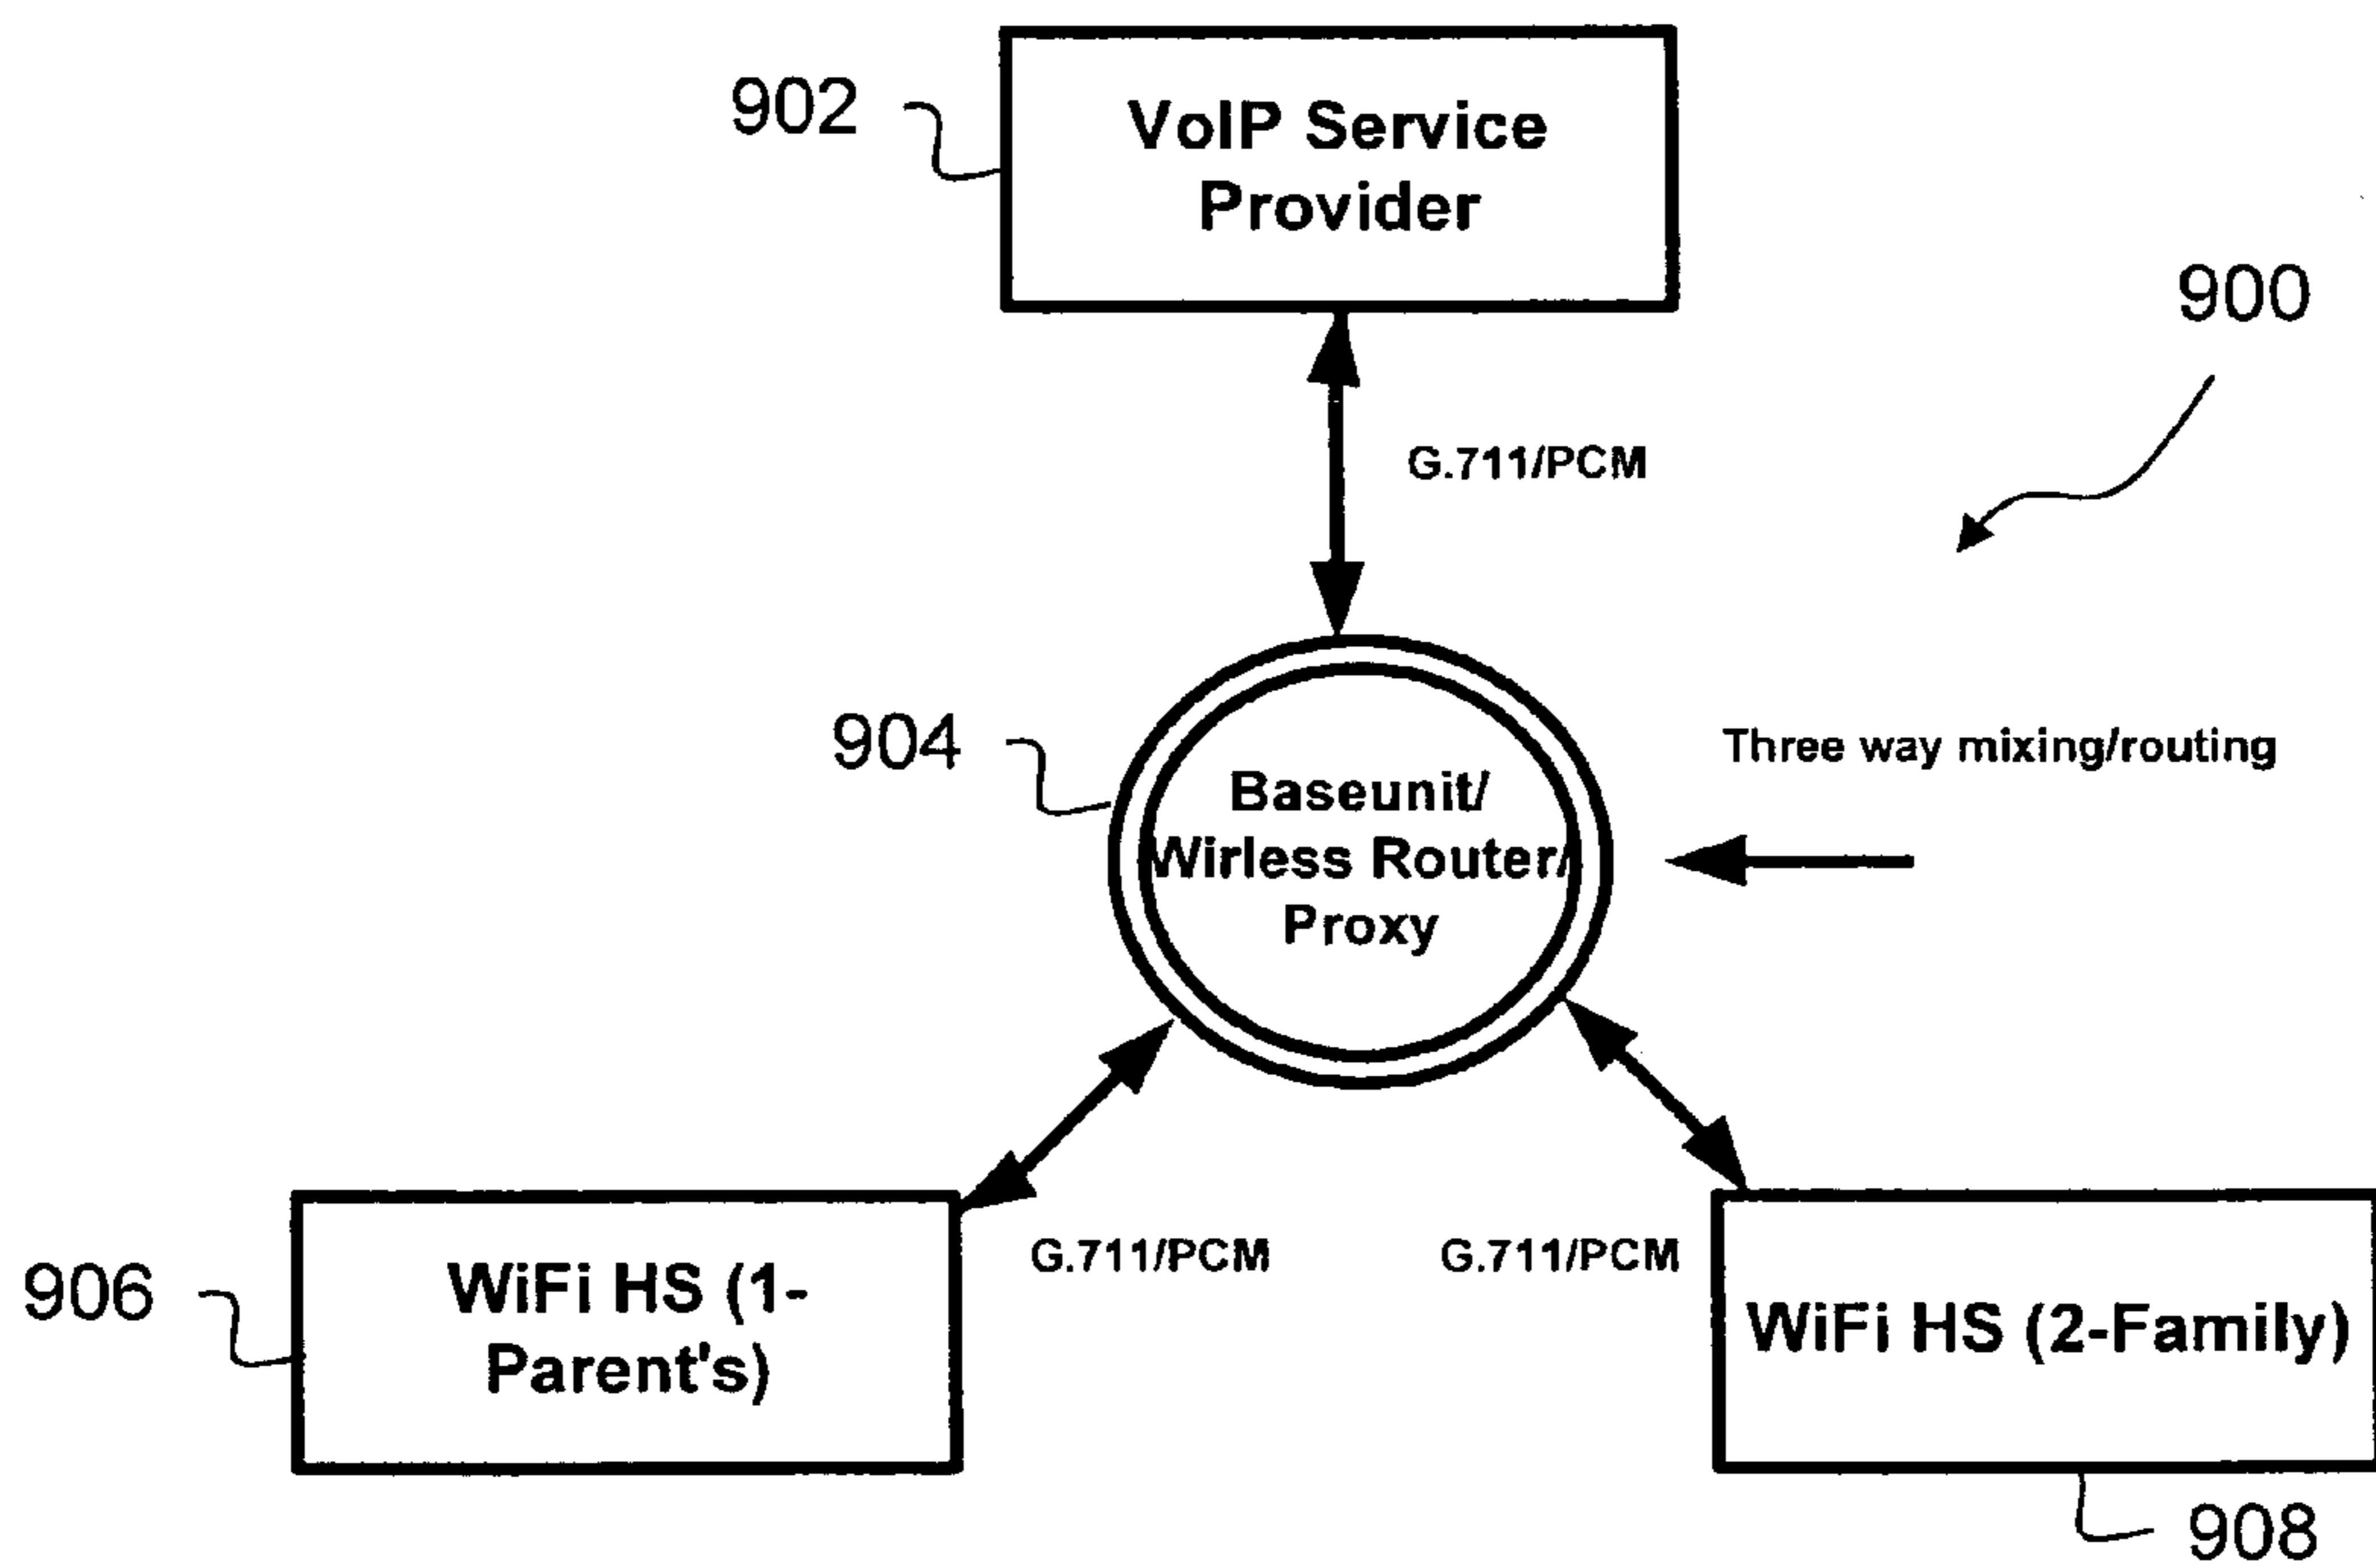 902
VoIP Service
Provider
900
G.711/PCM
904
Three way mixing/routing
Baseunit/
Wirless Router/
Proxy
906
WiFi HS (1-
Parent's)
G.711/PCM
G.711/PCM
WiFi HS (2-Family)
908